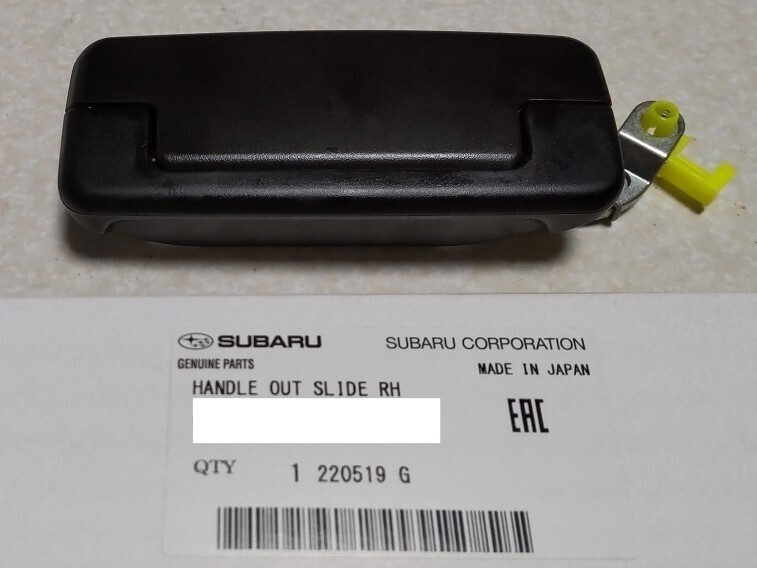 SUBARU SUBARU CORPORATION
GENUINE PARTS MADE IN JAPAN
HANDLE OUT SLIDE RH
EAC
QTY 1 220519 G